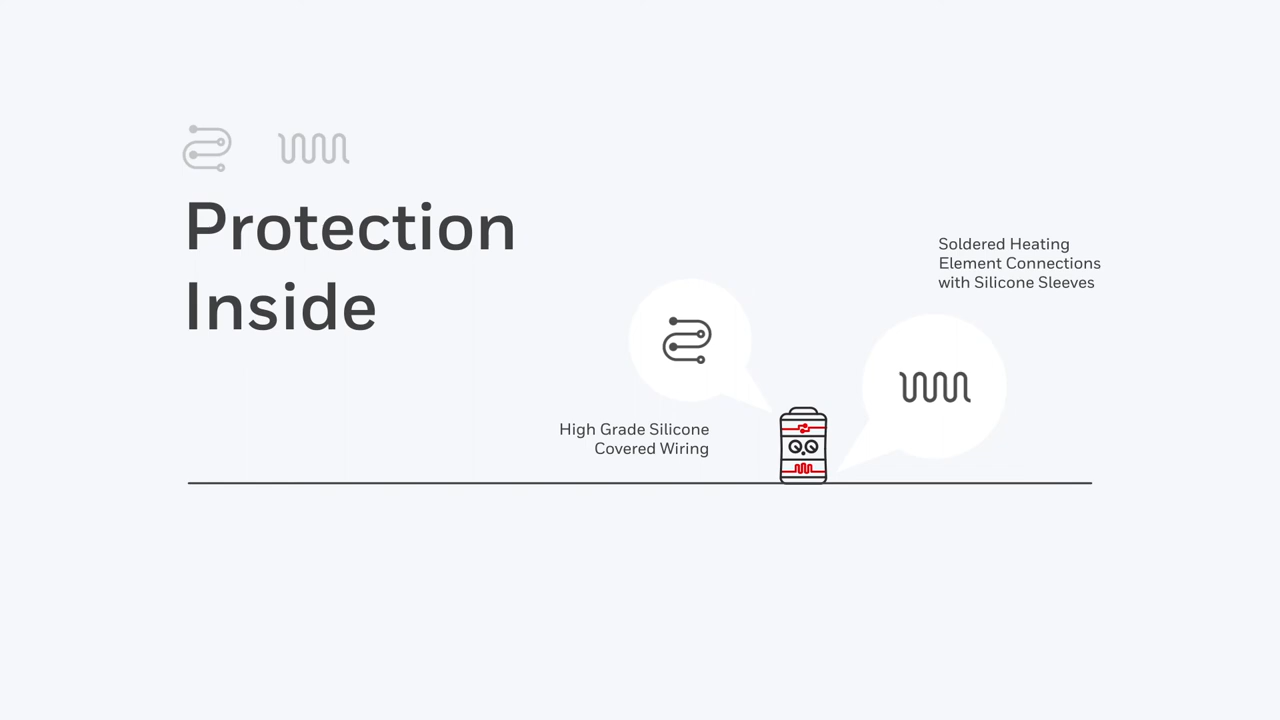 Protection
Inside
Soldered Heating
Element Connections
with Silicone Sleeves
High Grade Silicone
Covered Wiring